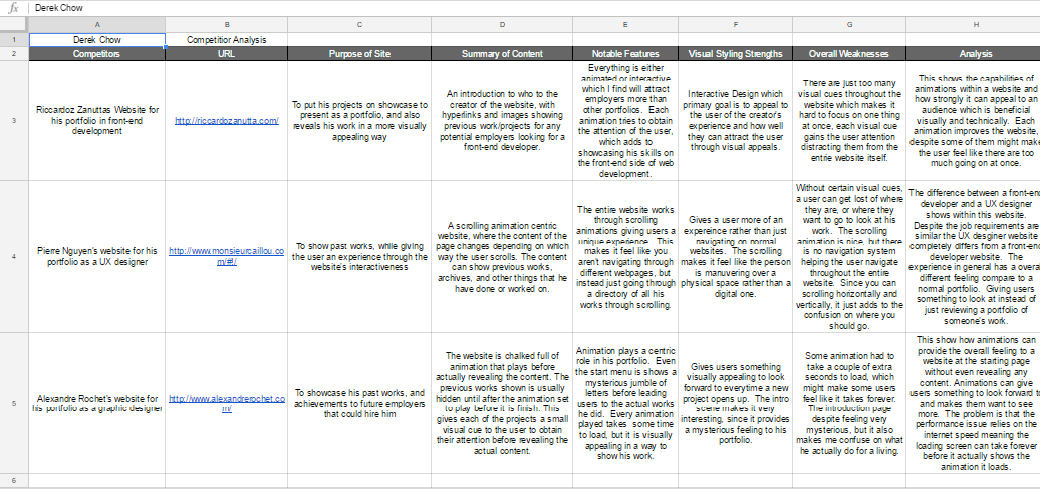 fx Derek Chow
A B C D E F G H
1 Derek Chow Competitior Analysis
2 Competitors URL Purpose of Site Summary of Content Notable Features Visual Styling Strengths Overall Weaknesses Analysis
3
Riccardoz Zanuttas Website for
his portfolio in front-end
development
http://riccardozanutta.com/
To put his projects on showcase to
present as a portfolio, and also
reveals his work in a more visually
appealing way
An introduction to who to the
creator of the website, with
hyperlinks and images showing
previous work/projects for any
potential employers looking for a
front-end developer.
Everything is either
animated or interactive
which I find will attract
employers more than
other portfolios. Each
animation tries to obtain
the attention of the user,
which adds to
showcasing his skills on
the front-end side of web
development.
Interactive Design which
primary goal is to appeal to
the user of the creator's
experience and how well
they can attract the user
through visual appeals.
There are just too many
visual cues throughout the
website which makes it
hard to focus on one thing
at once, each visual cue
gains the user attention
distracting them from the
entrie website itself.
This shows the capabilities of
animations within a website and
how strongly it can appeal to an
audience which is beneficial
visually and technically. Each
animation improves the website,
despite some of them might make
the user feel like there are too
much going on at once.
4
Pierre Nguyen's website for his
portfolio as a UX designer
http://www.monsieurcaillou.co
m/#!/
To show past works, while giving
the user an experience through the
website's interactiveness
A scrolling animation centric
website, where the content of the
page changes depending on which
way the user scrolls. The content
can show previous works,
archives, and other things that he
have done or worked on.
The entire website works
through scrolling
animations giving users a
unique experience. This
makes it feel like you
aren't navigating through
different webpages, but
instead just going through
a directory of all his
works through scrolling.
Gives a user more of an
expereince rather than just
navigating on normal
websites. The scrolling
makes it feel like the person
is manuvering over a
physical space rather than a
digital one.
Without certain visual cues,
a user can get lost of where
they are, or where they
want to go to look at his
work. The scrolling
animation is nice, but there
is no navigation system
helping the user navigate
throughout the entire
website. Since you can
scrolling horizontally and
vertically, it just adds to the
confusion on where you
should go.
The difference between a front-end
developer and a UX designer
shows within this website.
Despite the job requirements are
similar the UX designer website
completely differs from a front-end
developer website. The
experience in general has a overal
different feeling compare to a
normal portfolio. Giving users
something to look at instead of
just reviewing a portfolio of
someone's work.
5
Alexandre Rochet's website for
his portfolio as a graphic designer
http://www.alexandrerochet.co
m/
To showcase his past works, and
achievements to future employers
that could hire him
The website is chalked full of
animation that plays before
actually revealing the content. The
previous works shown is usually
hidden until after the animation set
to play before it is finish. This
gives each of the projects a small
visual cue to the user to obtain
their attention before revealing the
actual content.
Animation plays a centric
role in his portfolio. Even
the start menu is shows a
mysterious jumble of
letters before leading
users to the actual works
he did. Every animation
played takes some time
to load, but it is visually
appealing in a way to
show his work.
Gives users something
visually appealing to look
forward to everytime a new
project opens up. The intro
scene makes it very
interesting, since it provides
a mysterious feeling to his
portfolio.
Some animation had to
take a couple of extra
seconds to load, which
might make some users
feel like it takes forever.
The introduction page
despite feeling very
mysterious, but it also
makes me confuse on what
he actually do for a living.
This show how animations can
provide the overall feeling to a
website at the starting page
without even revealing any
content. Animations can give
users something to look forward to
and makes them want to see
more. The problem is that the
performance issue relies on the
internet speed meaning the
loading screen can take forever
before it actually shows the
animation it loads.
6